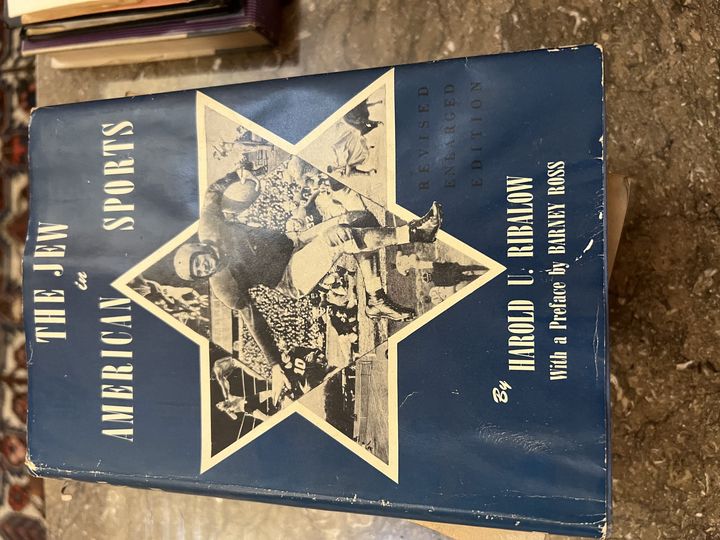 THE JEW
in
AMERICAN SPORTS
REVISED
ENLARGED
EDITION
By HAROLD U. RIBALOW
With a Preface by BARNEY ROSS